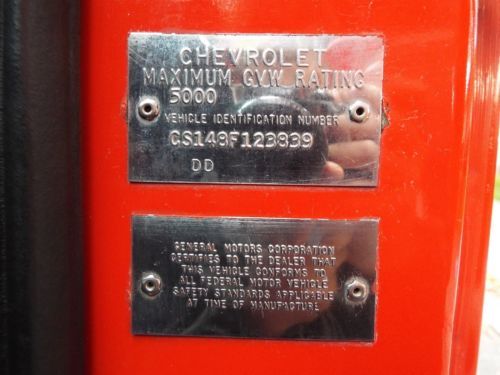 CHEVROLET
MAXIMUM GVW RATING
5000
VEHICLE IDENTIFICATION NUMBER
CS148F123839
DD
GENERAL MOTORS CORPORATION
CERTIFIES TO THE DEALER THAT
THIS VEHICLE CONFORMS TO
ALL FEDERAL MOTOR VEHICLE
SAFETY STANDARDS APPLICABLE
AT TIME OF MANUFACTURE